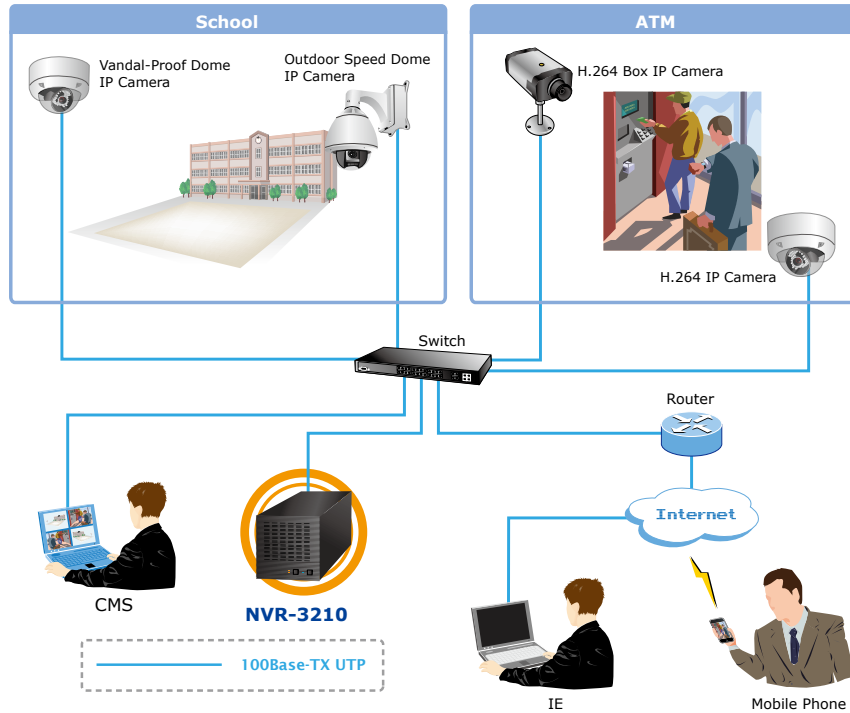 School
ATM
Vandal-Proof Dome
IP Camera
Outdoor Speed Dome
IP Camera
H.264 Box IP Camera
H.264 IP Camera
Switch
Router
Internet
CMS
NVR-3210
100Base-TX UTP
IE
Mobile Phone